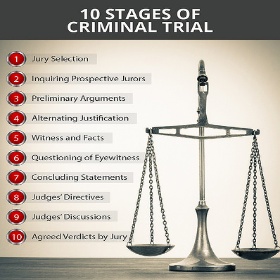 10 STAGES OF
CRIMINAL TRIAL
1 Jury Selection
2 Inquiring Prospective Jurors
3 Preliminary Arguments
4 Alternating Justification
5 Witness and Facts
6 Questioning of Eyewitness
7 Concluding Statements
8 Judges' Directives
9 Judges' Discussions
10 Agreed Verdicts by Jury